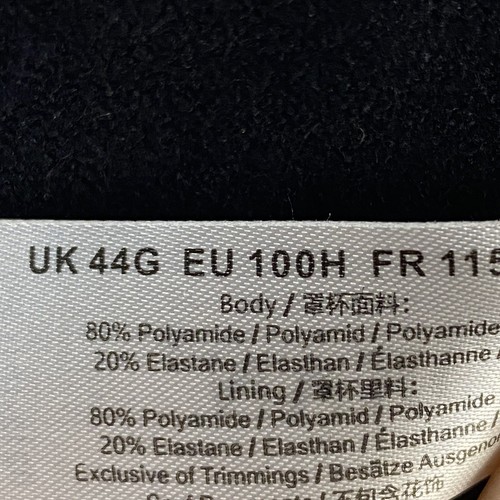 UK 44G EU 100H FR 115
Body / 罩杯面料:
80% Polyamide / Polyamid / Polyamide
20% Elastane / Elasthan / Élasthanne /
Lining / 罩杯里料:
80% Polyamide / Polyamid / Polyamide
20% Elastane / Elasthan / Élasthanne
Exclusive of Trimmings / Besätze Ausgenom